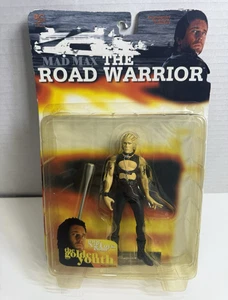 MAD MAX THE
ROAD WARRIOR
the
golden
youth